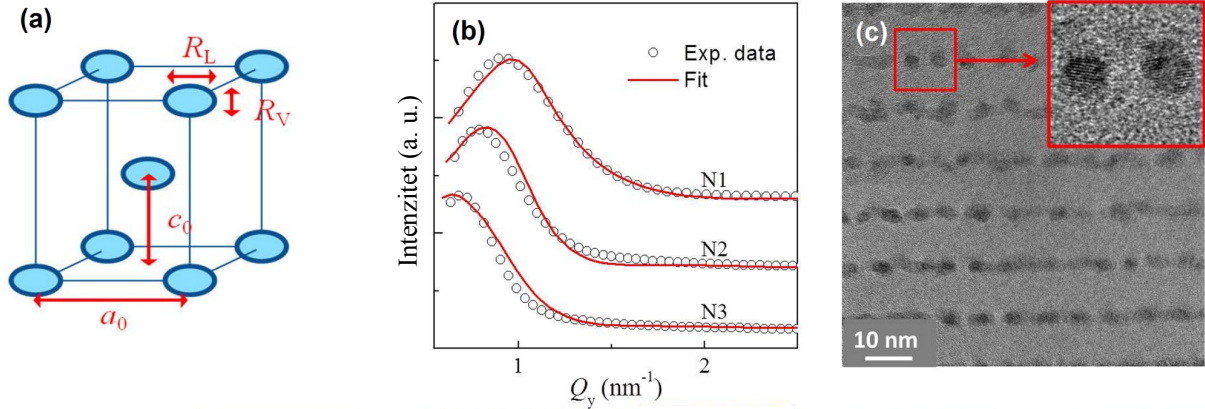 (a)
R_L
R_V
c_0
a_0
(b)
Intenzitet (a. u.)
Exp. data
Fit
N1
N2
N3
1
2
Q_y (nm⁻¹)
(c)
10 nm